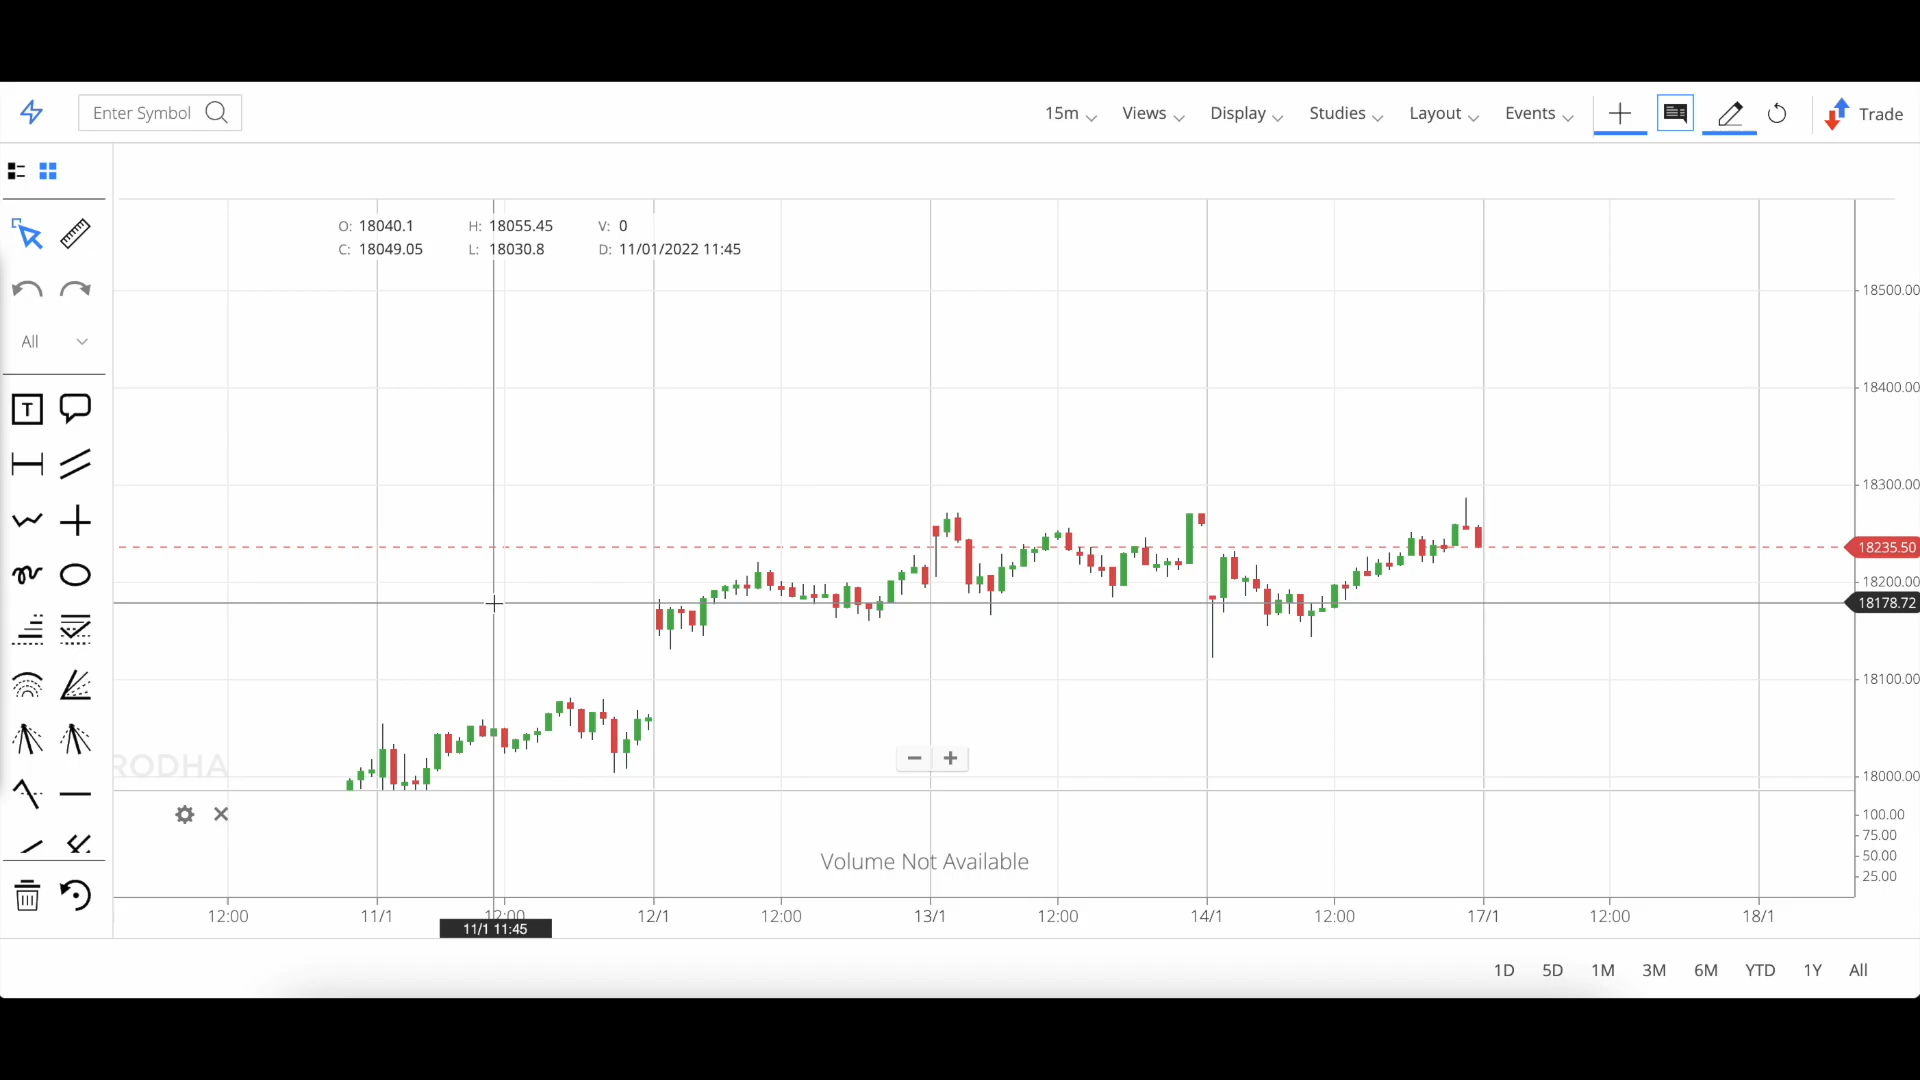 Enter Symbol 15m Views Display Studies Layout Events Trade
O: 18040.1 H: 18055.45 V: 0
C: 18049.05 L: 18030.8 D: 11/01/2022 11:45
18500.00
All
18400.00
T
18300.00
18235.50
18200.00
18178.72
18100.00
RODHA
18000.00
100.00
75.00
Volume Not Available
50.00
25.00
12:00 11/1 12:00 12/1 12:00 13/1 12:00 14/1 12:00 17/1 12:00 18/1
11/1 11:45
1D 5D 1M 3M 6M YTD 1Y All